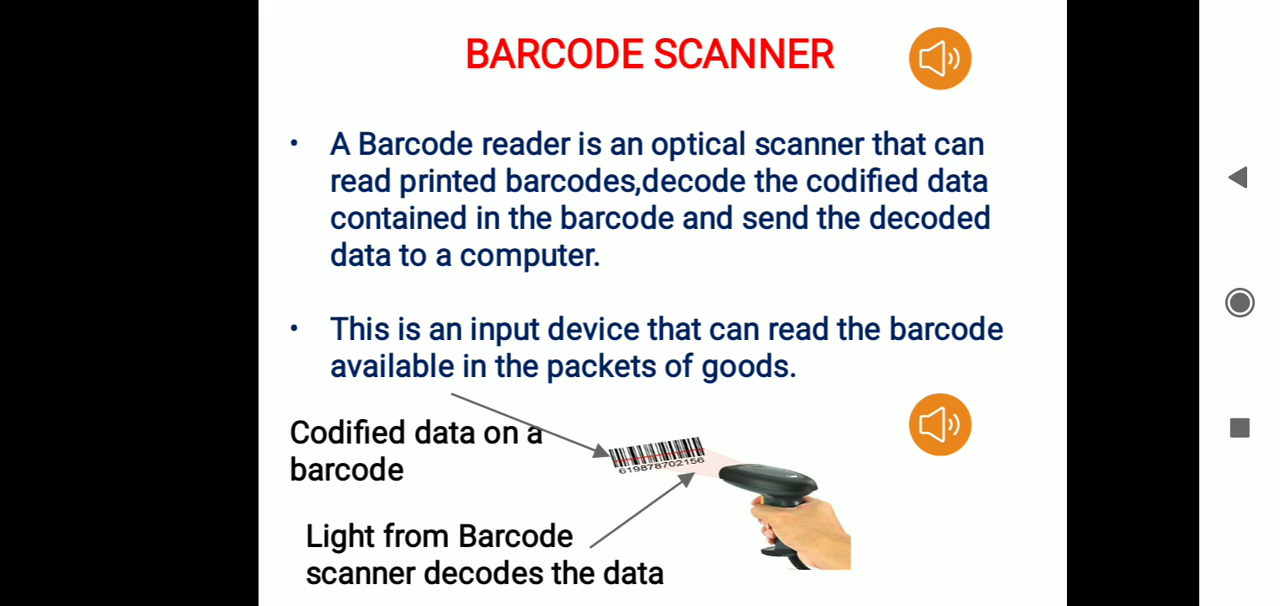 BARCODE SCANNER
• A Barcode reader is an optical scanner that can
read printed barcodes,decode the codified data
contained in the barcode and send the decoded
data to a computer.
• This is an input device that can read the barcode
available in the packets of goods.
Codified data on a
barcode
619878702156
Light from Barcode
scanner decodes the data